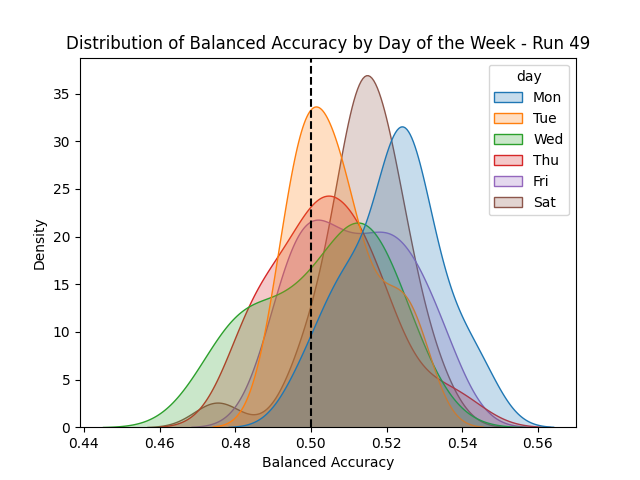 Distribution of Balanced Accuracy by Day of the Week - Run 49
day
Mon
Tue
Wed
Thu
Fri
Sat
Density
35
30
25
20
15
10
5
0
0.44 0.46 0.48 0.50 0.52 0.54 0.56
Balanced Accuracy